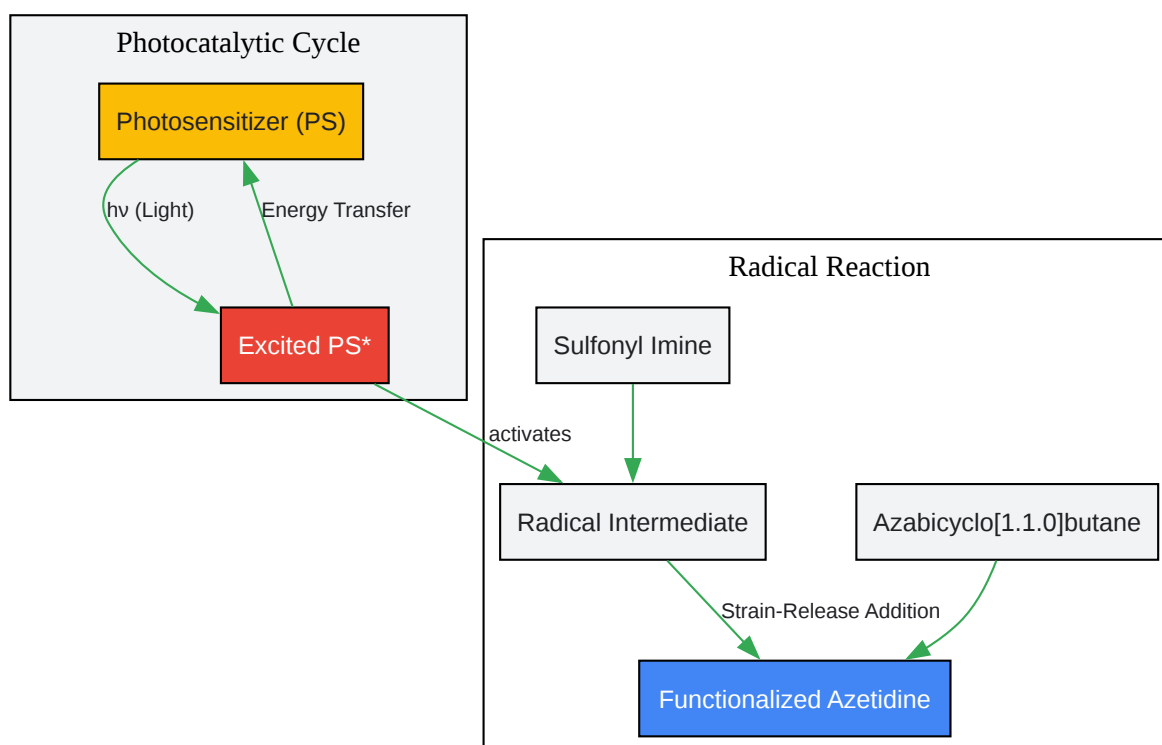 Photocatalytic Cycle
Photosensitizer (PS)
hν (Light)
Energy Transfer
Excited PS*
activates
Radical Reaction
Sulfonyl Imine
Radical Intermediate
Azabicyclo[1.1.0]butane
Strain-Release Addition
Functionalized Azetidine